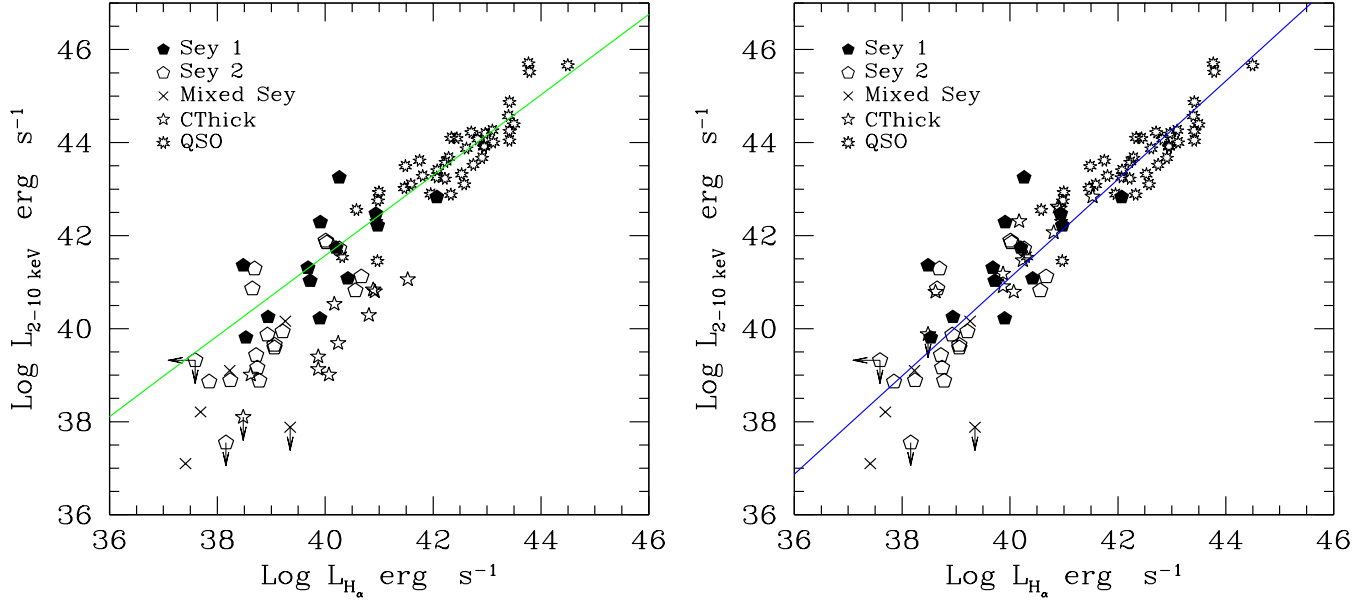 46
44
42
40
38
36
Log L2−10 keV erg s−1
Sey 1
Sey 2
Mixed Sey
CThick
QSO
36 38 40 42 44 46
Log LHα erg s−1
46
44
42
40
38
36
Log L2−10 keV erg s−1
Sey 1
Sey 2
Mixed Sey
CThick
QSO
36 38 40 42 44 46
Log LHα erg s−1